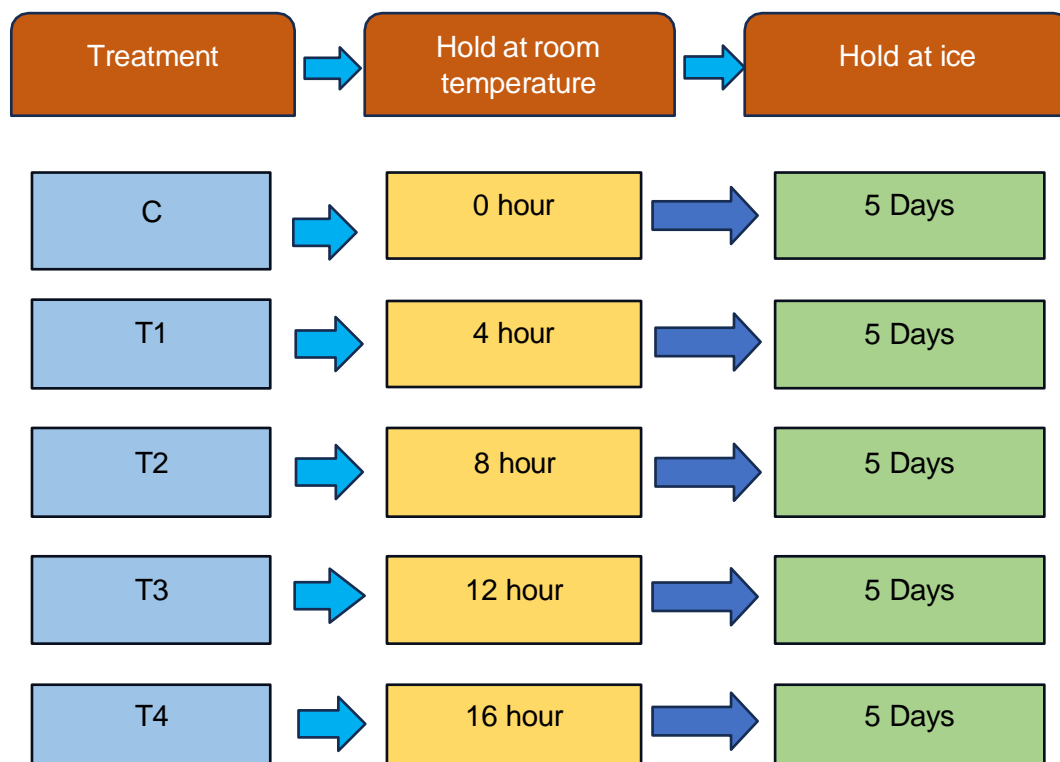 Treatment
Hold at room
temperature
Hold at ice
C
0 hour
5 Days
T1
4 hour
5 Days
T2
8 hour
5 Days
T3
12 hour
5 Days
T4
16 hour
5 Days